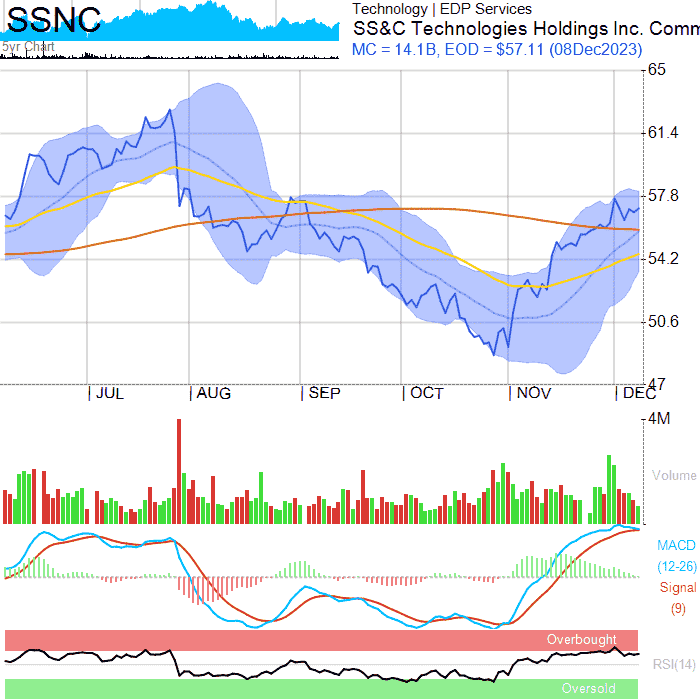 SSNC
5yr Chart
Technology | EDP Services
SS&C Technologies Holdings Inc. Comm
MC = 14.1B, EOD = $57.11 (08Dec2023)
65
61.4
57.8
54.2
50.6
47
JUL AUG SEP OCT NOV DEC
4M
Volume
MACD
(12-26)
Signal
(9)
Overbought
RSI(14)
Oversold